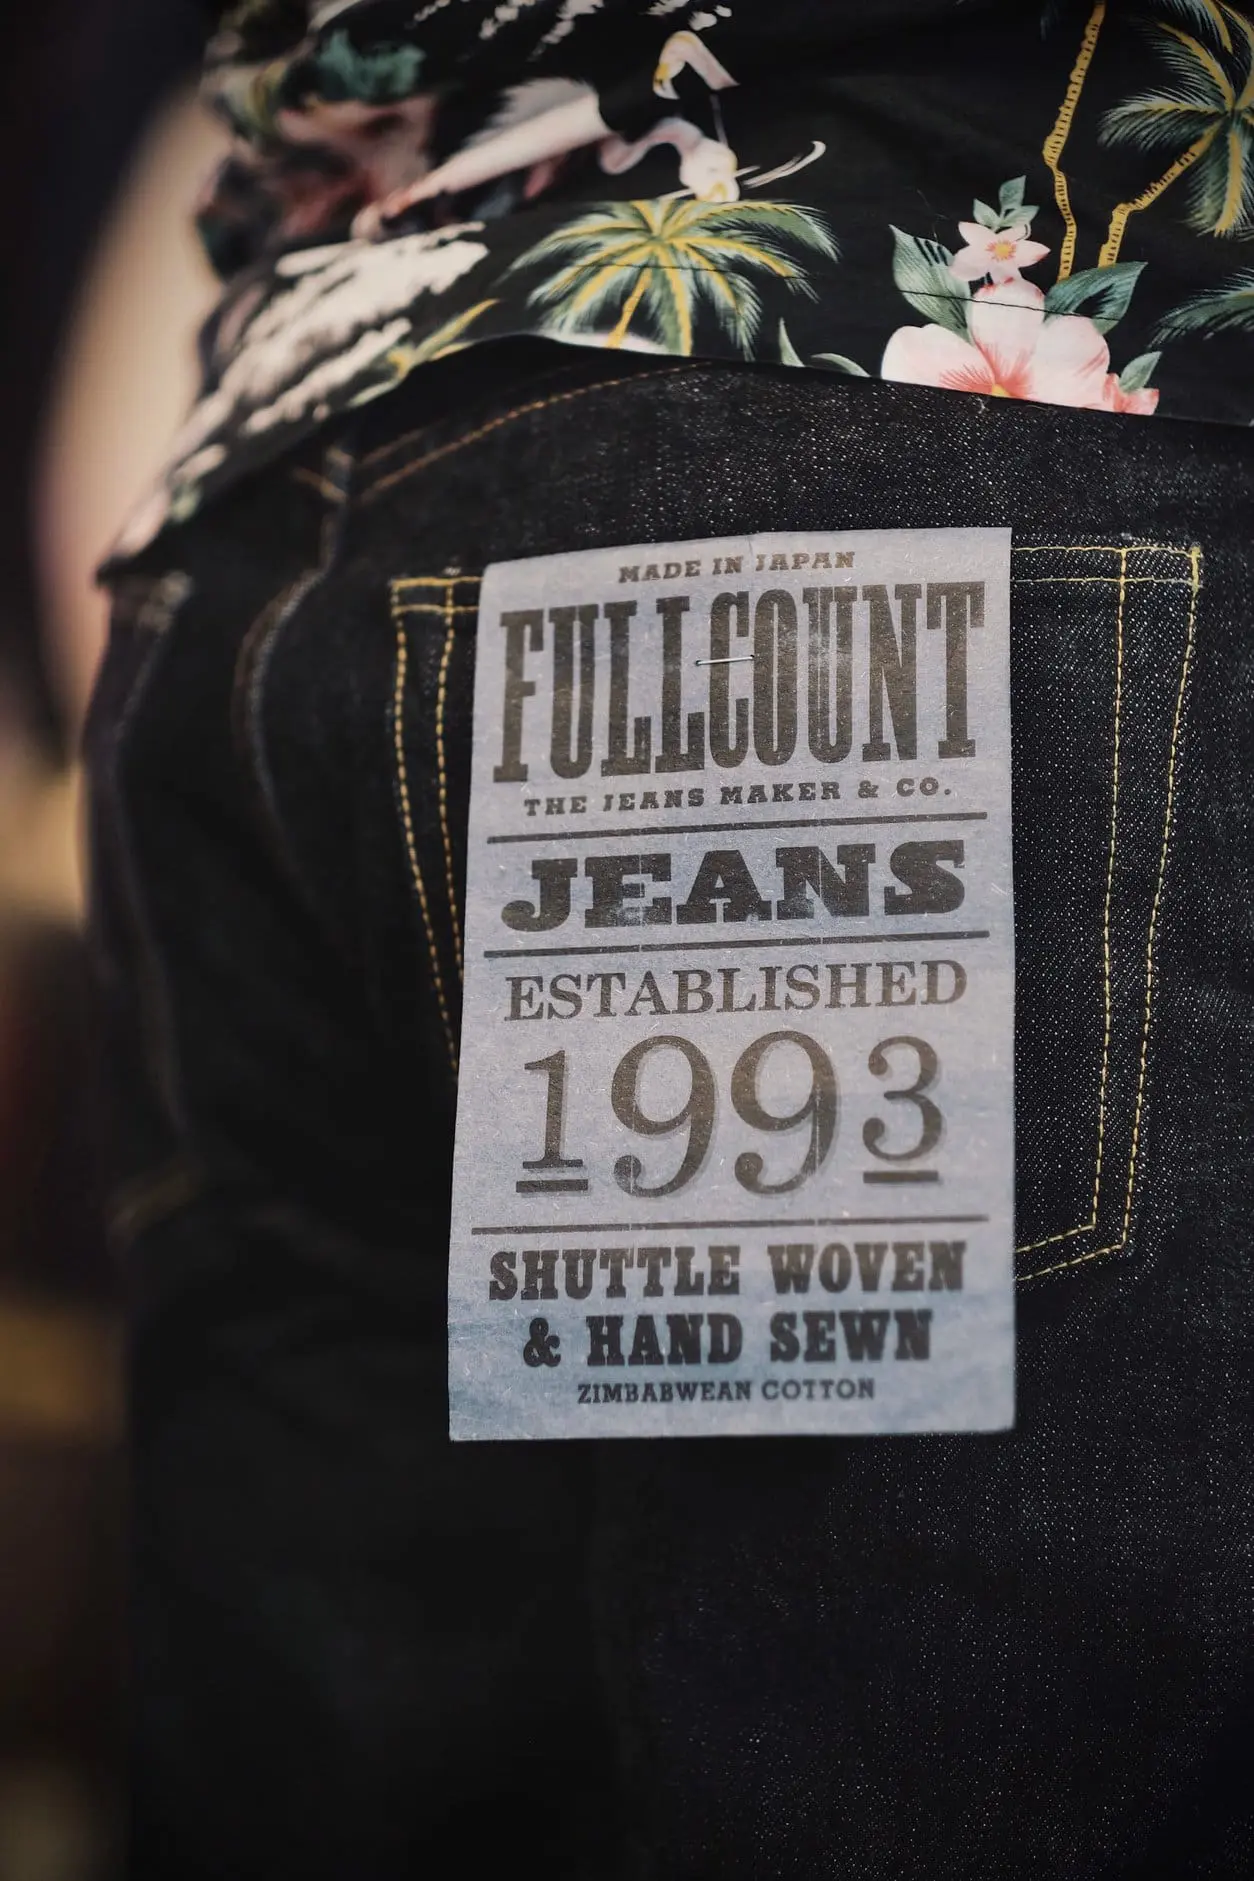 MADE IN JAPAN
FULLCOUNT
THE JEANS MAKER & CO.
JEANS
ESTABLISHED
1993
SHUTTLE WOVEN
& HAND SEWN
ZIMBABWEAN COTTON